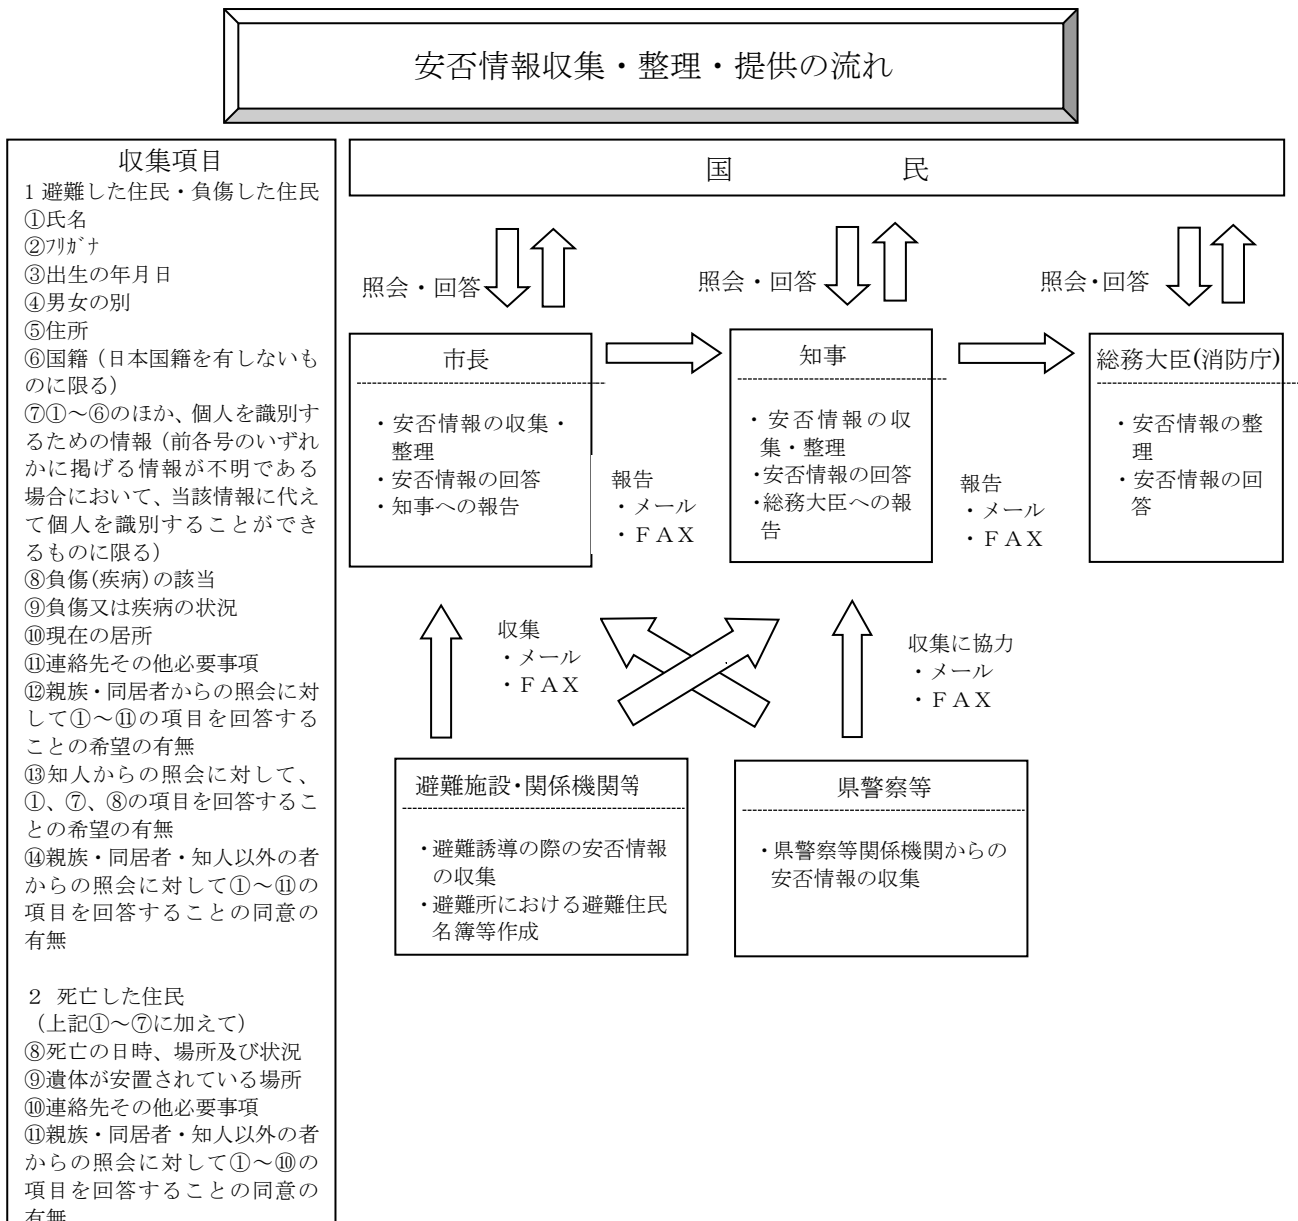 安否情報収集・整理・提供の流れ
収集項目
1 避難した住民・負傷した住民
①氏名
②ﾌﾘｶﾞﾅ
③出生の年月日
④男女の別
⑤住所
⑥国籍（日本国籍を有しないも
のに限る）
⑦①～⑥のほか、個人を識別す
るための情報（前各号のいずれ
かに掲げる情報が不明である
場合において、当該情報に代え
て個人を識別することができ
るものに限る）
⑧負傷(疾病)の該当
⑨負傷又は疾病の状況
⑩現在の居所
⑪連絡先その他必要事項
⑫親族・同居者からの照会に対
して①～⑪の項目を回答する
ことの希望の有無
⑬知人からの照会に対して、
①、⑦、⑧の項目を回答するこ
との希望の有無
⑭親族・同居者・知人以外の者
からの照会に対して①～⑪の
項目を回答することの同意の
有無
2 死亡した住民
（上記①～⑦に加えて）
⑧死亡の日時、場所及び状況
⑨遺体が安置されている場所
⑩連絡先その他必要事項
⑪親族・同居者・知人以外の者
からの照会に対して①～⑩の
項目を回答することの同意の
有無
国 民
照会・回答
照会・回答
照会・回答
市長
・安否情報の収集・
整理
・安否情報の回答
・知事への報告
報告
・メール
・ＦＡＸ
知事
・安否情報の収
集・整理
・安否情報の回答
・総務大臣への報
告
報告
・メール
・ＦＡＸ
総務大臣(消防庁)
・安否情報の整
理
・安否情報の回
答
収集
・メール
・ＦＡＸ
収集に協力
・メール
・ＦＡＸ
避難施設・関係機関等
・避難誘導の際の安否情報
の収集
・避難所における避難住民
名簿等作成
県警察等
・県警察等関係機関からの
安否情報の収集